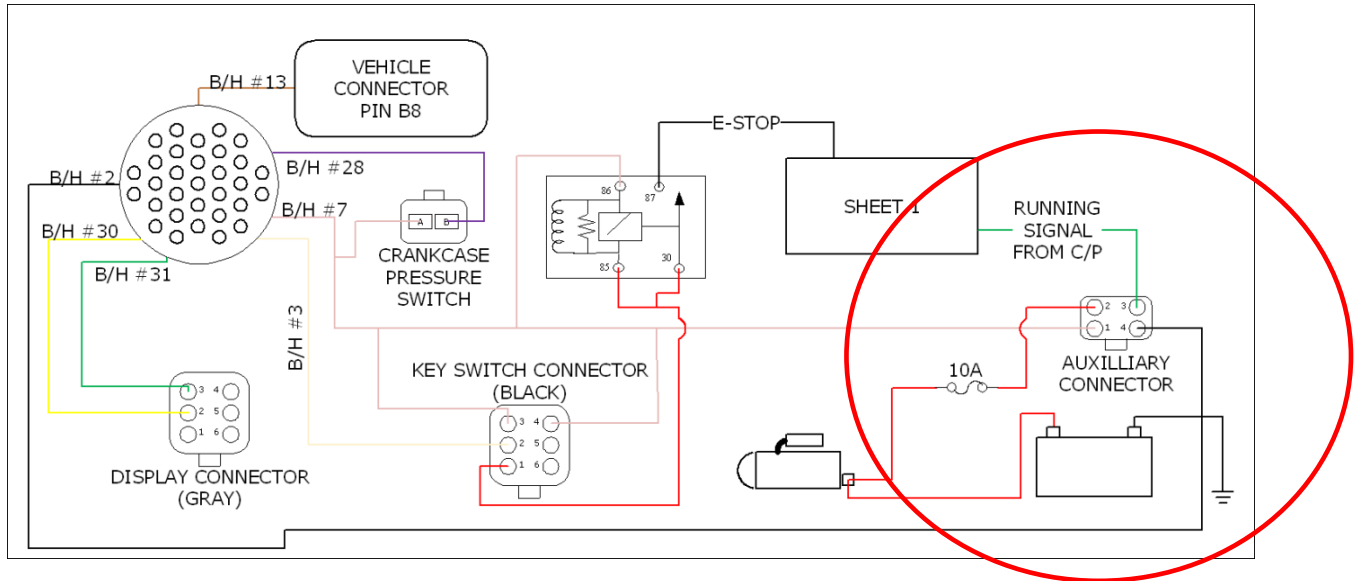 B/H #13
VEHICLE
CONNECTOR
PIN B8
B/H #2
B/H #28
B/H #7
B/H #30
B/H #31
B/H #3
A B
CRANKCASE
PRESSURE
SWITCH
86
87
85
30
E-STOP
SHEET 1
RUNNING
SIGNAL
FROM C/P
2 3
1 4
AUXILLIARY
CONNECTOR
10A
KEY SWITCH CONNECTOR
(BLACK)
3 4
2 5
1 6
3 4
2 5
1 6
DISPLAY CONNECTOR
(GRAY)